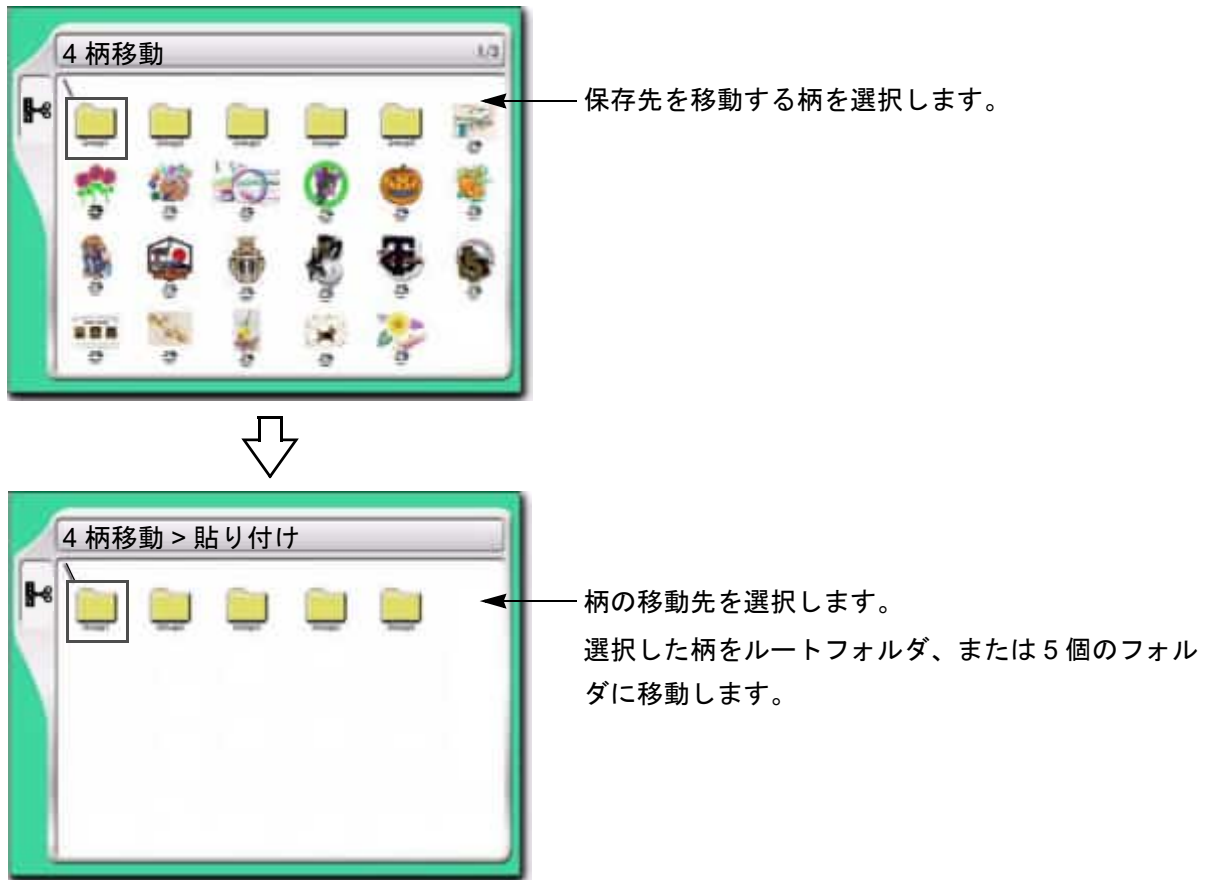 4 柄移動
1/3
保存先を移動する柄を選択します。
4 柄移動 > 貼り付け
柄の移動先を選択します。
選択した柄をルートフォルダ、または 5 個のフォル
ダに移動します。